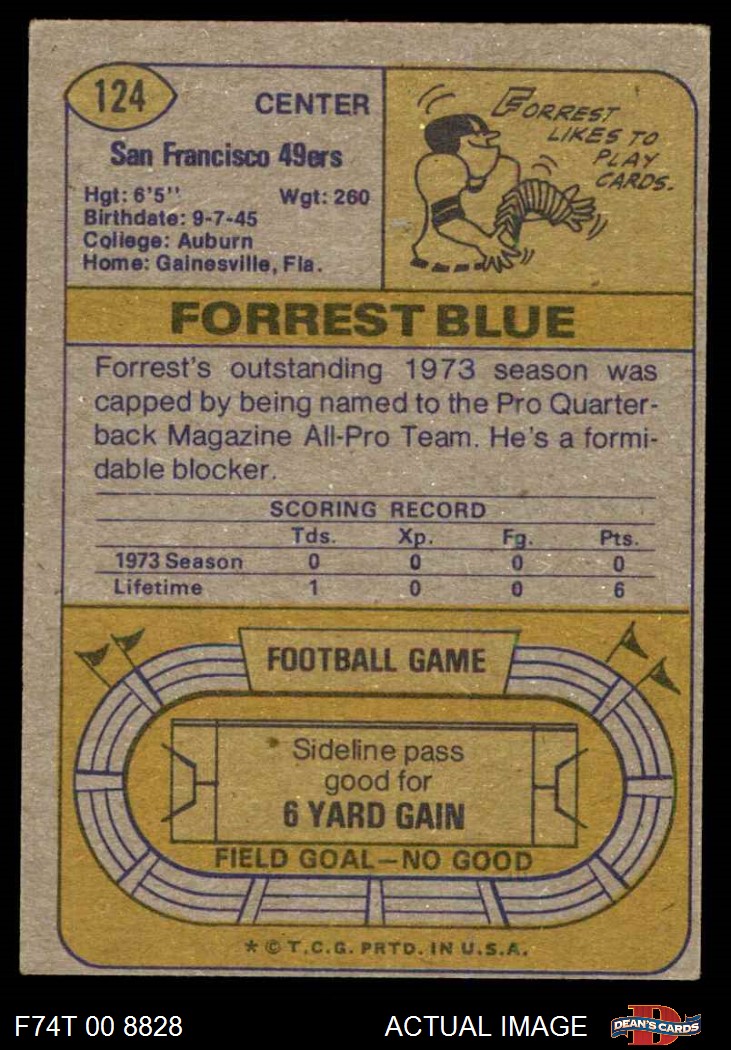 124
CENTER
San Francisco 49ers
Hgt: 6'5" Wgt: 260
Birthdate: 9-7-45
College: Auburn
Home: Gainesville, Fla.
FORREST
LIKES TO
PLAY
CARDS.
FORREST BLUE
Forrest's outstanding 1973 season was
capped by being named to the Pro Quarter-
back Magazine All-Pro Team. He's a formi-
dable blocker.
SCORING RECORD
Tds. Xp. Fg. Pts.
1973 Season 0 0 0 0
Lifetime 1 0 0 6
FOOTBALL GAME
Sideline pass
good for
6 YARD GAIN
FIELD GOAL—NO GOOD
* © T.C.G. PRTD. IN U.S.A.
F74T 00 8828 ACTUAL IMAGE
D
DEAN'S CARDS